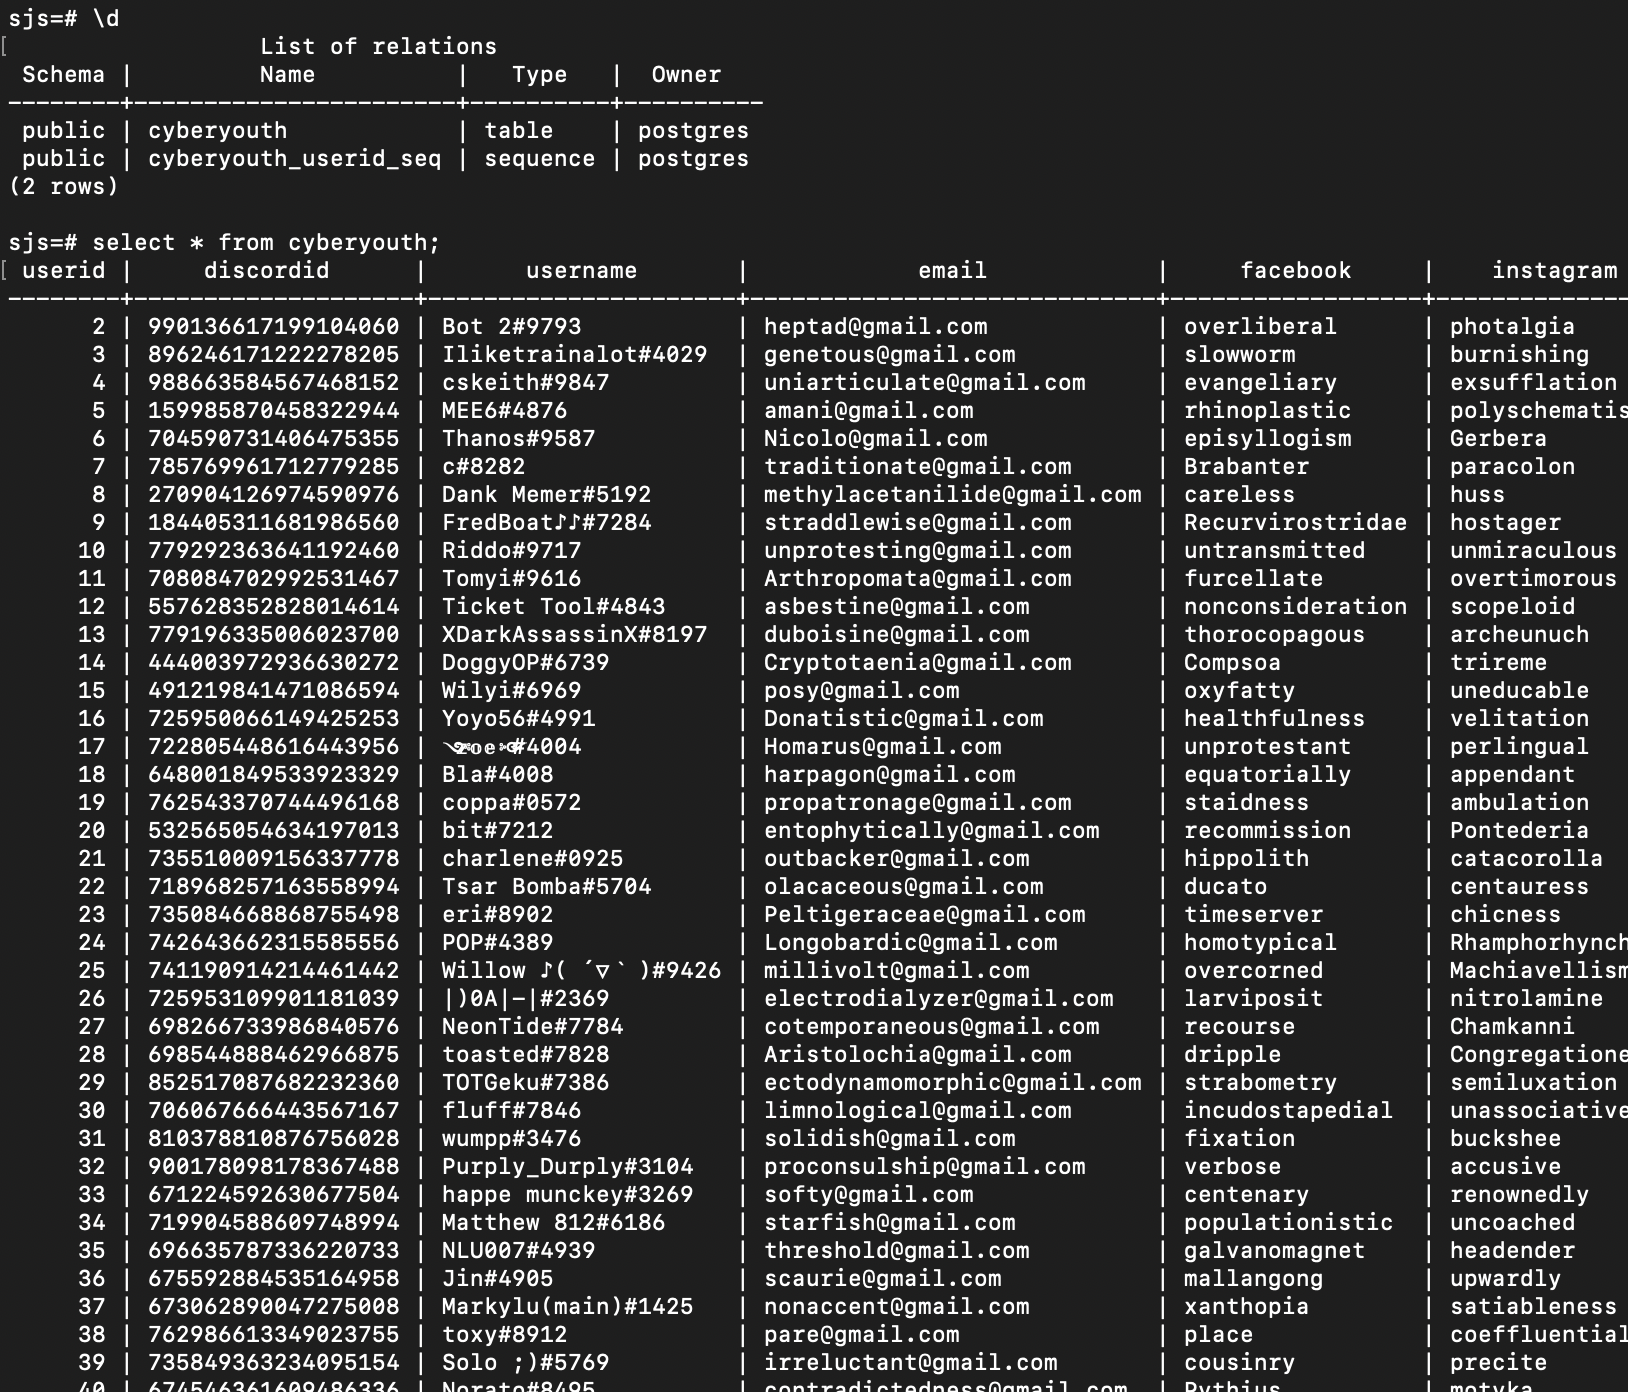 sjs=# \d
List of relations
Schema | Name | Type | Owner
--------+-----------------------+----------+----------
public | cyberyouth | table | postgres
public | cyberyouth_userid_seq | sequence | postgres
(2 rows)
sjs=# select * from cyberyouth;
userid | discordid | username | email | facebook | instagram
2 | 990136617199104060 | Bot 2#9793 | heptad@gmail.com | overliberal | photalgia
3 | 896246171222278205 | Iliketrainalot#4029 | genetous@gmail.com | slowworm | burnishing
4 | 988663584567468152 | cskeith#9847 | uniarticulate@gmail.com | evangeliary | exsufflation
5 | 159985870458322944 | MEE6#4876 | amani@gmail.com | rhinoplastic | polyschematis
6 | 704590731406475355 | Thanos#9587 | Nicolo@gmail.com | episyllogism | Gerbera
7 | 785769961712779285 | c#8282 | traditionate@gmail.com | Brabanter | paracolon
8 | 270904126974590976 | Dank Memer#5192 | methylacetanilide@gmail.com | careless | huss
9 | 184405311681986560 | FredBoat♪♪#7284 | straddlewise@gmail.com | Recurvirostridae | hostager
10 | 779292363641192460 | Riddo#9717 | unprotesting@gmail.com | untransmitted | unmiraculous
11 | 708084702992531467 | Tomyi#9616 | Arthropomata@gmail.com | furcellate | overtimorous
12 | 557628352828014614 | Ticket Tool#4843 | asbestine@gmail.com | nonconsideration | scopeloid
13 | 779196335006023700 | XDarkAssassinX#8197 | duboisine@gmail.com | thorocopagous | archeunuch
14 | 444003972936630272 | DoggyOP#6739 | Cryptotaenia@gmail.com | Compsoa | trireme
15 | 491219841471086594 | Wilyi#6969 | posy@gmail.com | oxyfatty | uneducable
16 | 725950066149425253 | Yoyo56#4991 | Donatistic@gmail.com | healthfulness | velitation
17 | 722805448616443956 | #4004 | Homarus@gmail.com | unprotestant | perlingual
18 | 648001849533923329 | Bla#4008 | harpagon@gmail.com | equatorially | appendant
19 | 762543370744496168 | coppa#0572 | propatronage@gmail.com | staidness | ambulation
20 | 532565054634197013 | bit#7212 | entophytically@gmail.com | recommission | Pontederia
21 | 735510009156337778 | charlene#0925 | outbacker@gmail.com | hippolith | catacorolla
22 | 718968257163558994 | Tsar Bomba#5704 | olacaceous@gmail.com | ducato | centauress
23 | 735084668868755498 | eri#8902 | Peltigeraceae@gmail.com | timeserver | chicness
24 | 742643662315585556 | POP#4389 | Longobardic@gmail.com | homotypical | Rhamphorhynch
25 | 741190914214461442 | Willow ♪( ´▽｀)#9426 | millivolt@gmail.com | overcorned | Machiavellism
26 | 725953109901181039 | |)0A|-|#2369 | electrodialyzer@gmail.com | larviposit | nitrolamine
27 | 698266733986840576 | NeonTide#7784 | cotemporaneous@gmail.com | recourse | Chamkanni
28 | 698544888462966875 | toasted#7828 | Aristolochia@gmail.com | dripple | Congregatione
29 | 852517087682232360 | TOTGeku#7386 | ectodynamomorphic@gmail.com | strabometry | semiluxation
30 | 706067666443567167 | fluff#7846 | limnological@gmail.com | incudostapedial | unassociative
31 | 810378810876756028 | wumpp#3476 | solidish@gmail.com | fixation | buckshee
32 | 900178098178367488 | Purply_Durply#3104 | proconsulship@gmail.com | verbose | accusive
33 | 671224592630677504 | happe munckey#3269 | softy@gmail.com | centenary | renownedly
34 | 719904588609748994 | Matthew 812#6186 | starfish@gmail.com | populationistic | uncoached
35 | 696635787336220733 | NLU007#4939 | threshold@gmail.com | galvanomagnet | headender
36 | 675592884535164958 | Jin#4905 | scaurie@gmail.com | mallangong | upwardly
37 | 673062890047275008 | Markylu(main)#1425 | nonaccent@gmail.com | xanthopia | satiableness
38 | 762986613349023755 | toxy#8912 | pare@gmail.com | place | coeffluential
39 | 735849363234095154 | Solo ;)#5769 | irreluctant@gmail.com | cousinry | precite
40 | 674546361609486336 | Norato#8495 | contradictedness@gmail.com | Pythius | motyka